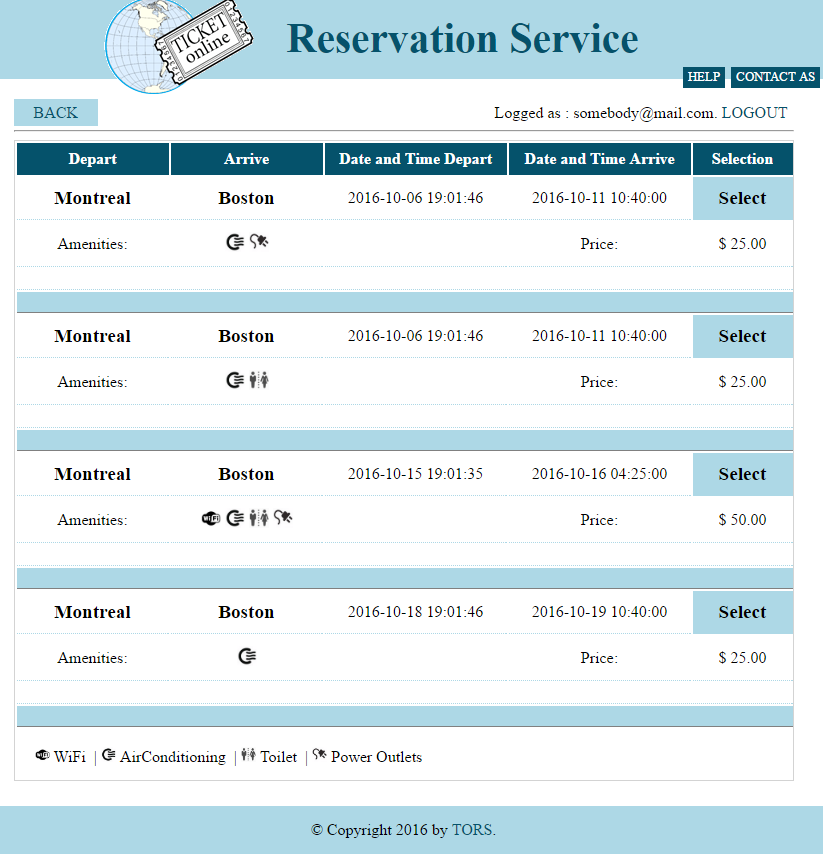 TICKET
online
Reservation Service
HELP CONTACT AS
BACK Logged as : somebody@mail.com. LOGOUT
Depart Arrive Date and Time Depart Date and Time Arrive Selection
Montreal Boston 2016-10-06 19:01:46 2016-10-11 10:40:00 Select
Amenities: Price: $ 25.00
Montreal Boston 2016-10-06 19:01:46 2016-10-11 10:40:00 Select
Amenities: Price: $ 25.00
Montreal Boston 2016-10-15 19:01:35 2016-10-16 04:25:00 Select
Amenities: WiFi Price: $ 50.00
Montreal Boston 2016-10-18 19:01:46 2016-10-19 10:40:00 Select
Amenities: Price: $ 25.00
WiFi | AirConditioning | Toilet | Power Outlets
© Copyright 2016 by TORS.